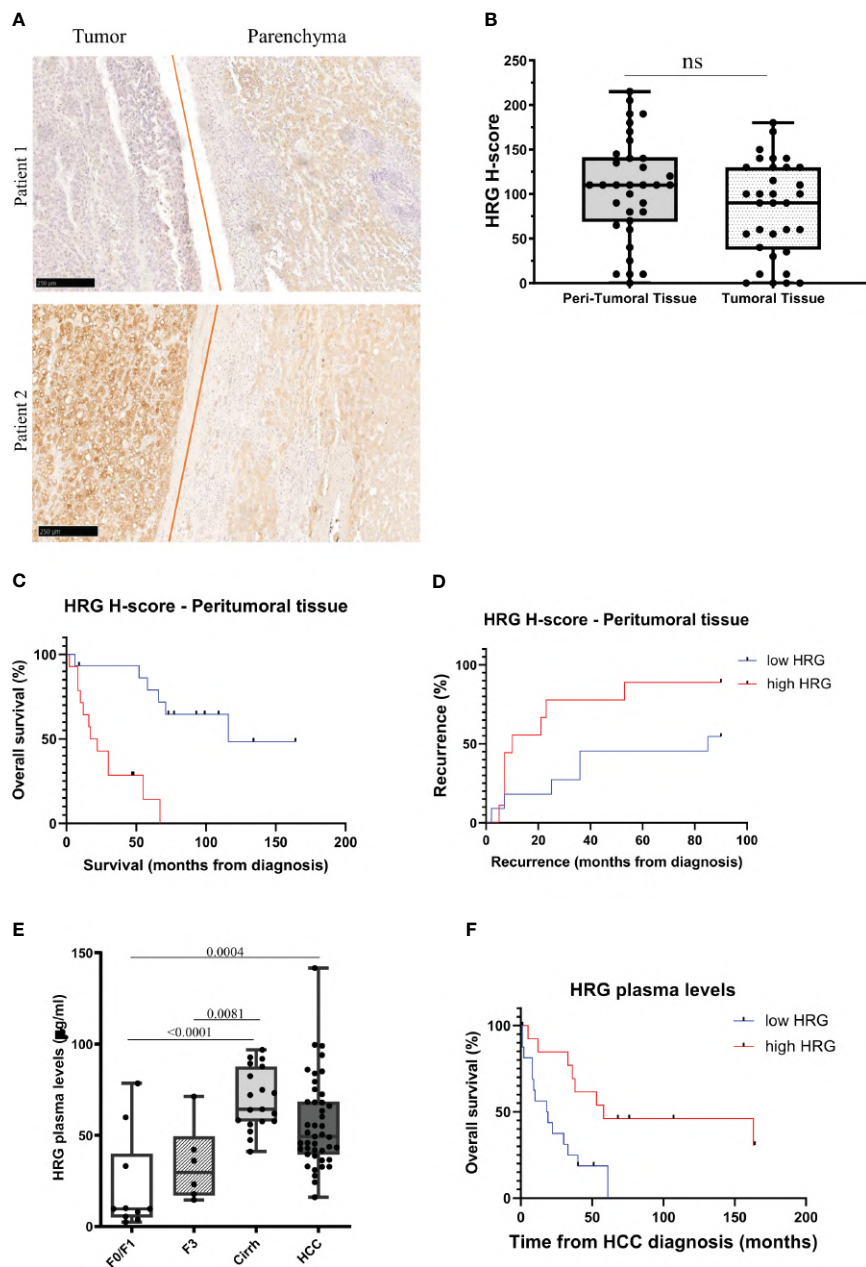 A
Tumor Parenchyma
Patient 1
250 µm
Patient 2
250 µm
B
ns
HRG H-score
250
200
150
100
50
0
Peri-Tumoral Tissue Tumoral Tissue
C
HRG H-score - Peritumoral tissue
Overall survival (%)
100
50
0
0 50 100 150 200
Survival (months from diagnosis)
D
HRG H-score - Peritumoral tissue
low HRG
high HRG
Recurrence (%)
100
50
0
0 20 40 60 80 100
Recurrence (months from diagnosis)
E
0.0004
0.0081
<0.0001
HRG plasma levels g/ml)
150
100
50
0
F0/F1 F3 Cirrh HCC
F
HRG plasma levels
low HRG
high HRG
Overall survival (%)
100
50
0
0 50 100 150 200
Time from HCC diagnosis (months)